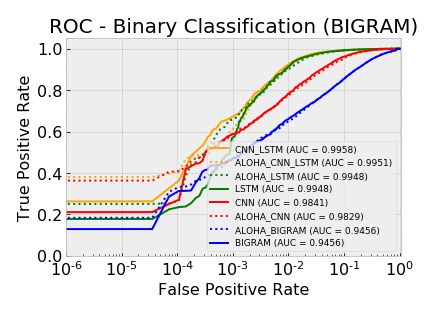 ROC - Binary Classification (BIGRAM)
True Positive Rate
1.0
0.8
0.6
0.4
0.2
0.0
CNN_LSTM (AUC = 0.9958)
ALOHA_CNN_LSTM (AUC = 0.9951)
ALOHA_LSTM (AUC = 0.9948)
LSTM (AUC = 0.9948)
CNN (AUC = 0.9841)
ALOHA_CNN (AUC = 0.9829)
ALOHA_BIGRAM (AUC = 0.9456)
BIGRAM (AUC = 0.9456)
10⁻⁶ 10⁻⁵ 10⁻⁴ 10⁻³ 10⁻² 10⁻¹ 10⁰
False Positive Rate